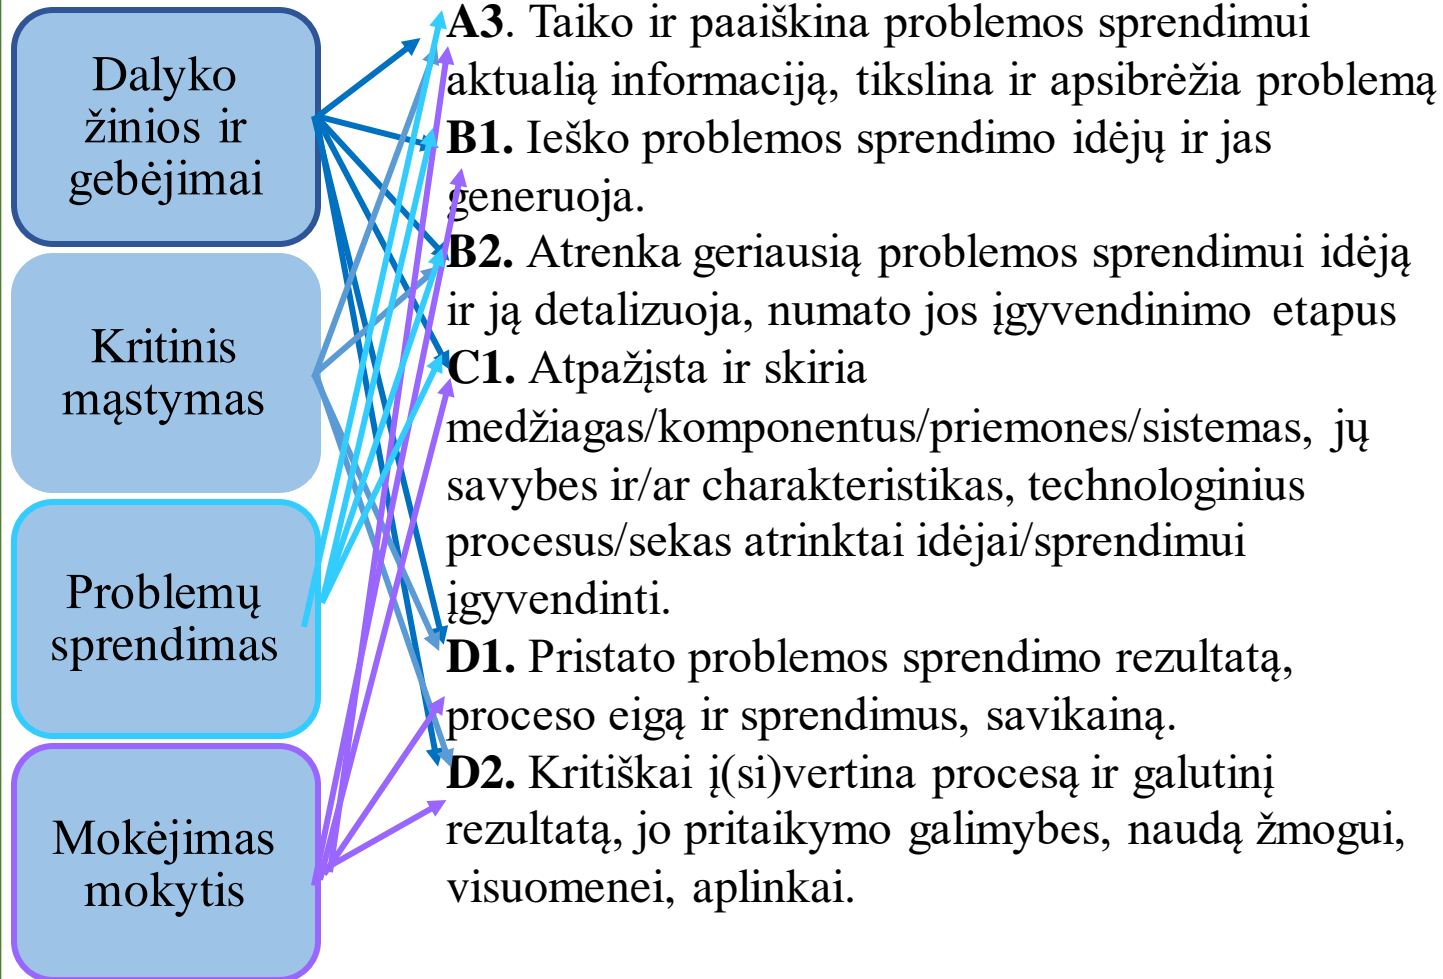 Dalyko
žinios ir
gebėjimai
Kritinis
mąstymas
Problemų
sprendimas
Mokėjimas
mokytis
A3. Taiko ir paaiškina problemos sprendimui
aktualią informaciją, tikslina ir apsibrėžia problemą
B1. Ieško problemos sprendimo idėjų ir jas
generuoja.
B2. Atrenka geriausią problemos sprendimui idėją
ir ją detalizuoja, numato jos įgyvendinimo etapus
C1. Atpažįsta ir skiria
medžiagas/komponentus/priemones/sistemas, jų
savybes ir/ar charakteristikas, technologinius
procesus/sekas atrinktai idėjai/sprendimui
įgyvendinti.
D1. Pristato problemos sprendimo rezultatą,
proceso eigą ir sprendimus, savikainą.
D2. Kritiškai į(si)vertina procesą ir galutinį
rezultatą, jo pritaikymo galimybes, naudą žmogui,
visuomenei, aplinkai.